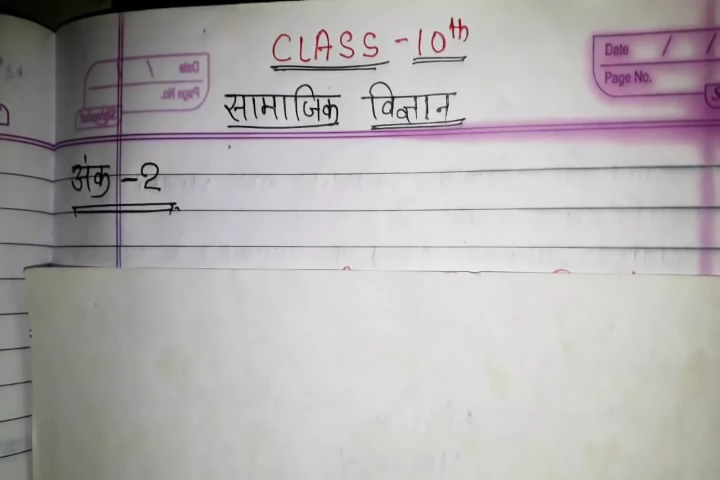 CLASS - 10th
Date / /
Page No.
सामाजिक विज्ञान
अंक - 2